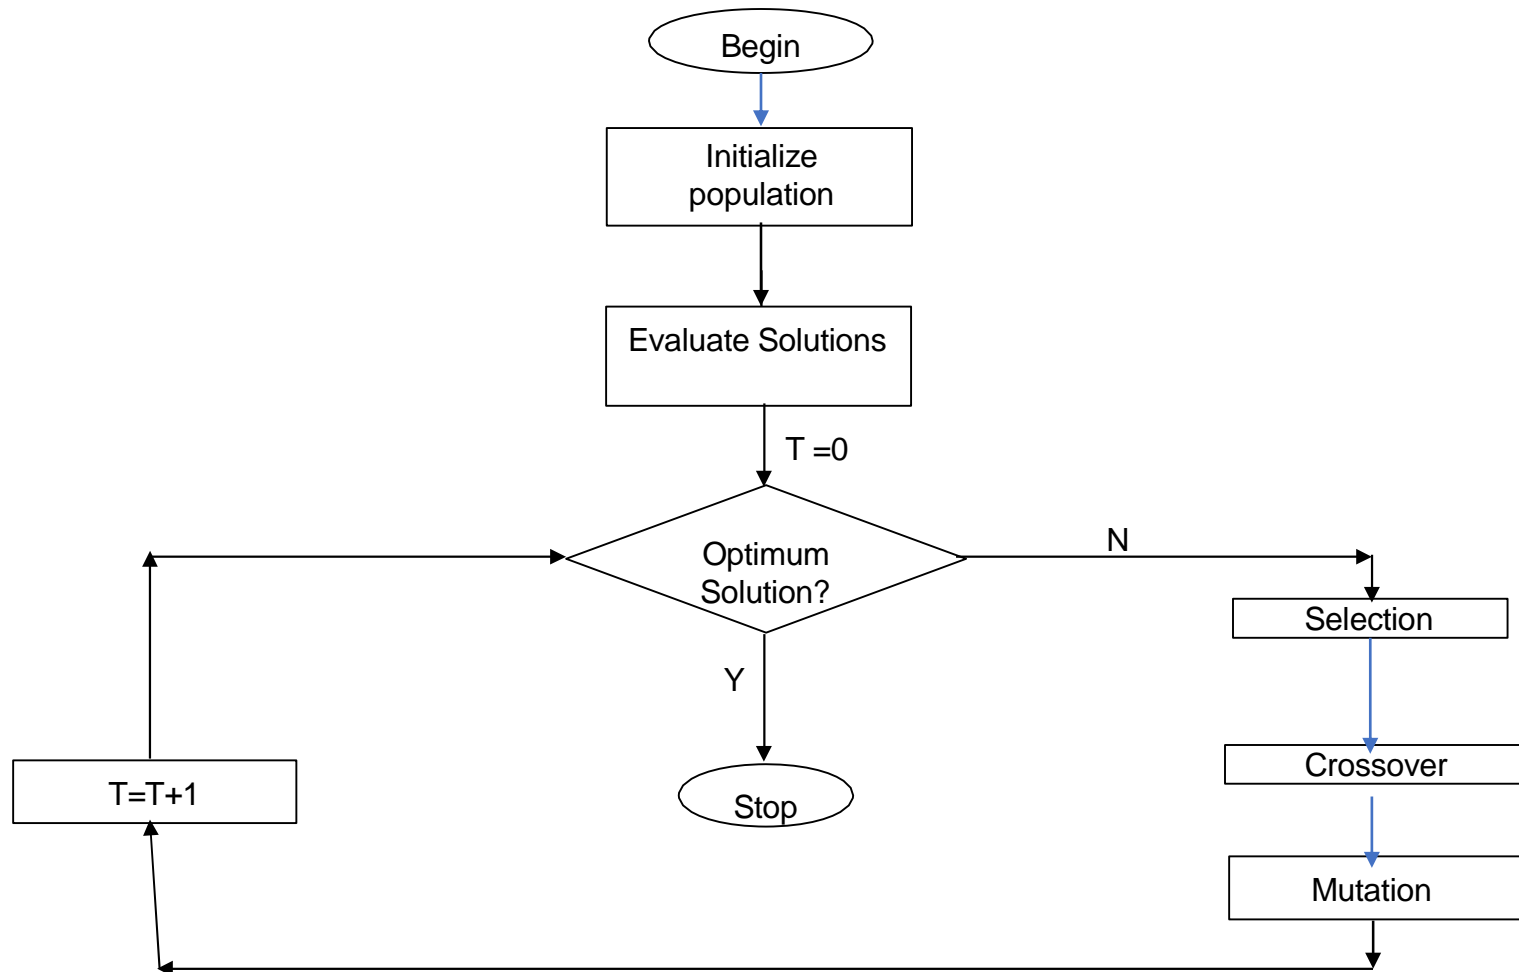 Begin
Initialize
population
Evaluate Solutions
T =0
Optimum
Solution?
N
Selection
Y
Crossover
T=T+1
Stop
Mutation